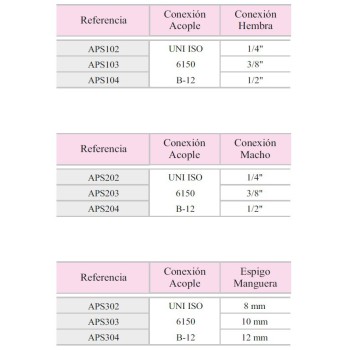 Referencia Conexión Acople Conexión Hembra
APS102 UNI ISO 1/4"
APS103 6150 3/8"
APS104 B-12 1/2"
Referencia Conexión Acople Conexión Macho
APS202 UNI ISO 1/4"
APS203 6150 3/8"
APS204 B-12 1/2"
Referencia Conexión Acople Espigo Manguera
APS302 UNI ISO 8 mm
APS303 6150 10 mm
APS304 B-12 12 mm